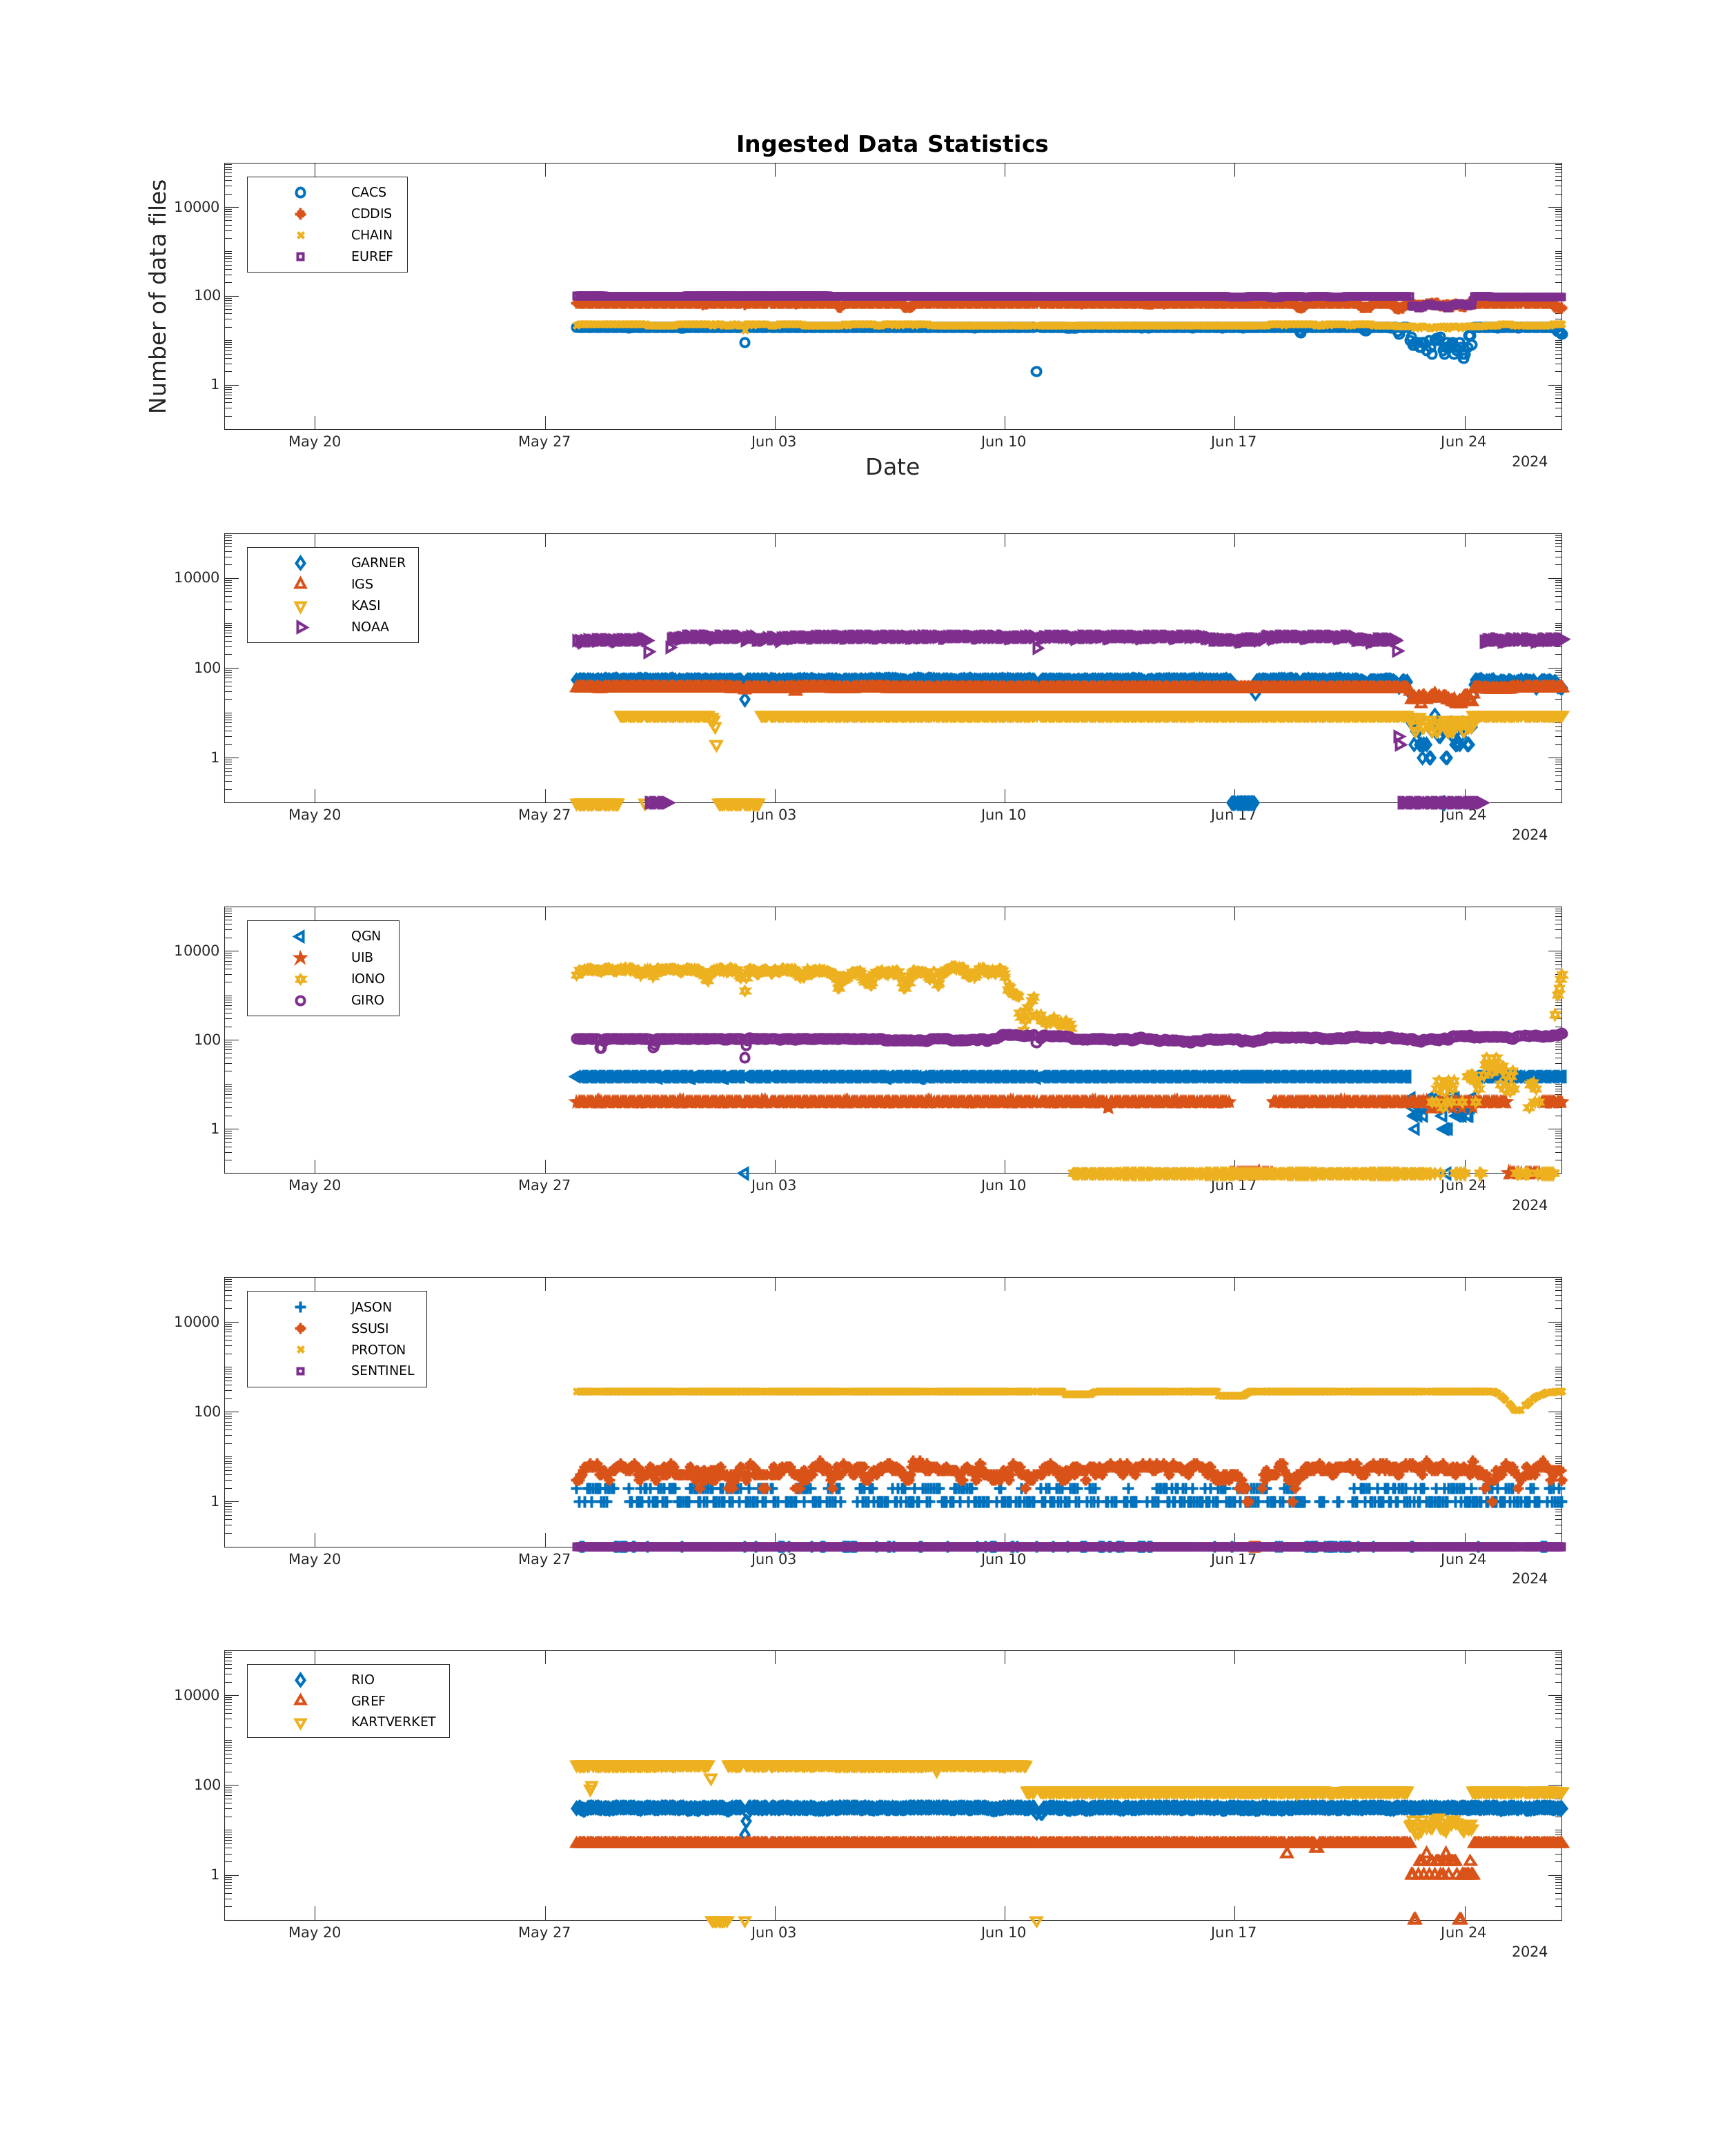 Ingested Data Statistics
Number of data files
10000
100
1
CACS
CDDIS
CHAIN
EUREF
May 20 May 27 Jun 03 Jun 10 Jun 17 Jun 24
2024
Date
10000
100
1
GARNER
IGS
KASI
NOAA
May 20 May 27 Jun 03 Jun 10 Jun 17 Jun 24
2024
10000
100
1
QGN
UIB
IONO
GIRO
May 20 May 27 Jun 03 Jun 10 Jun 17 Jun 24
2024
10000
100
1
JASON
SSUSI
PROTON
SENTINEL
May 20 May 27 Jun 03 Jun 10 Jun 17 Jun 24
2024
10000
100
1
RIO
GREF
KARTVERKET
May 20 May 27 Jun 03 Jun 10 Jun 17 Jun 24
2024